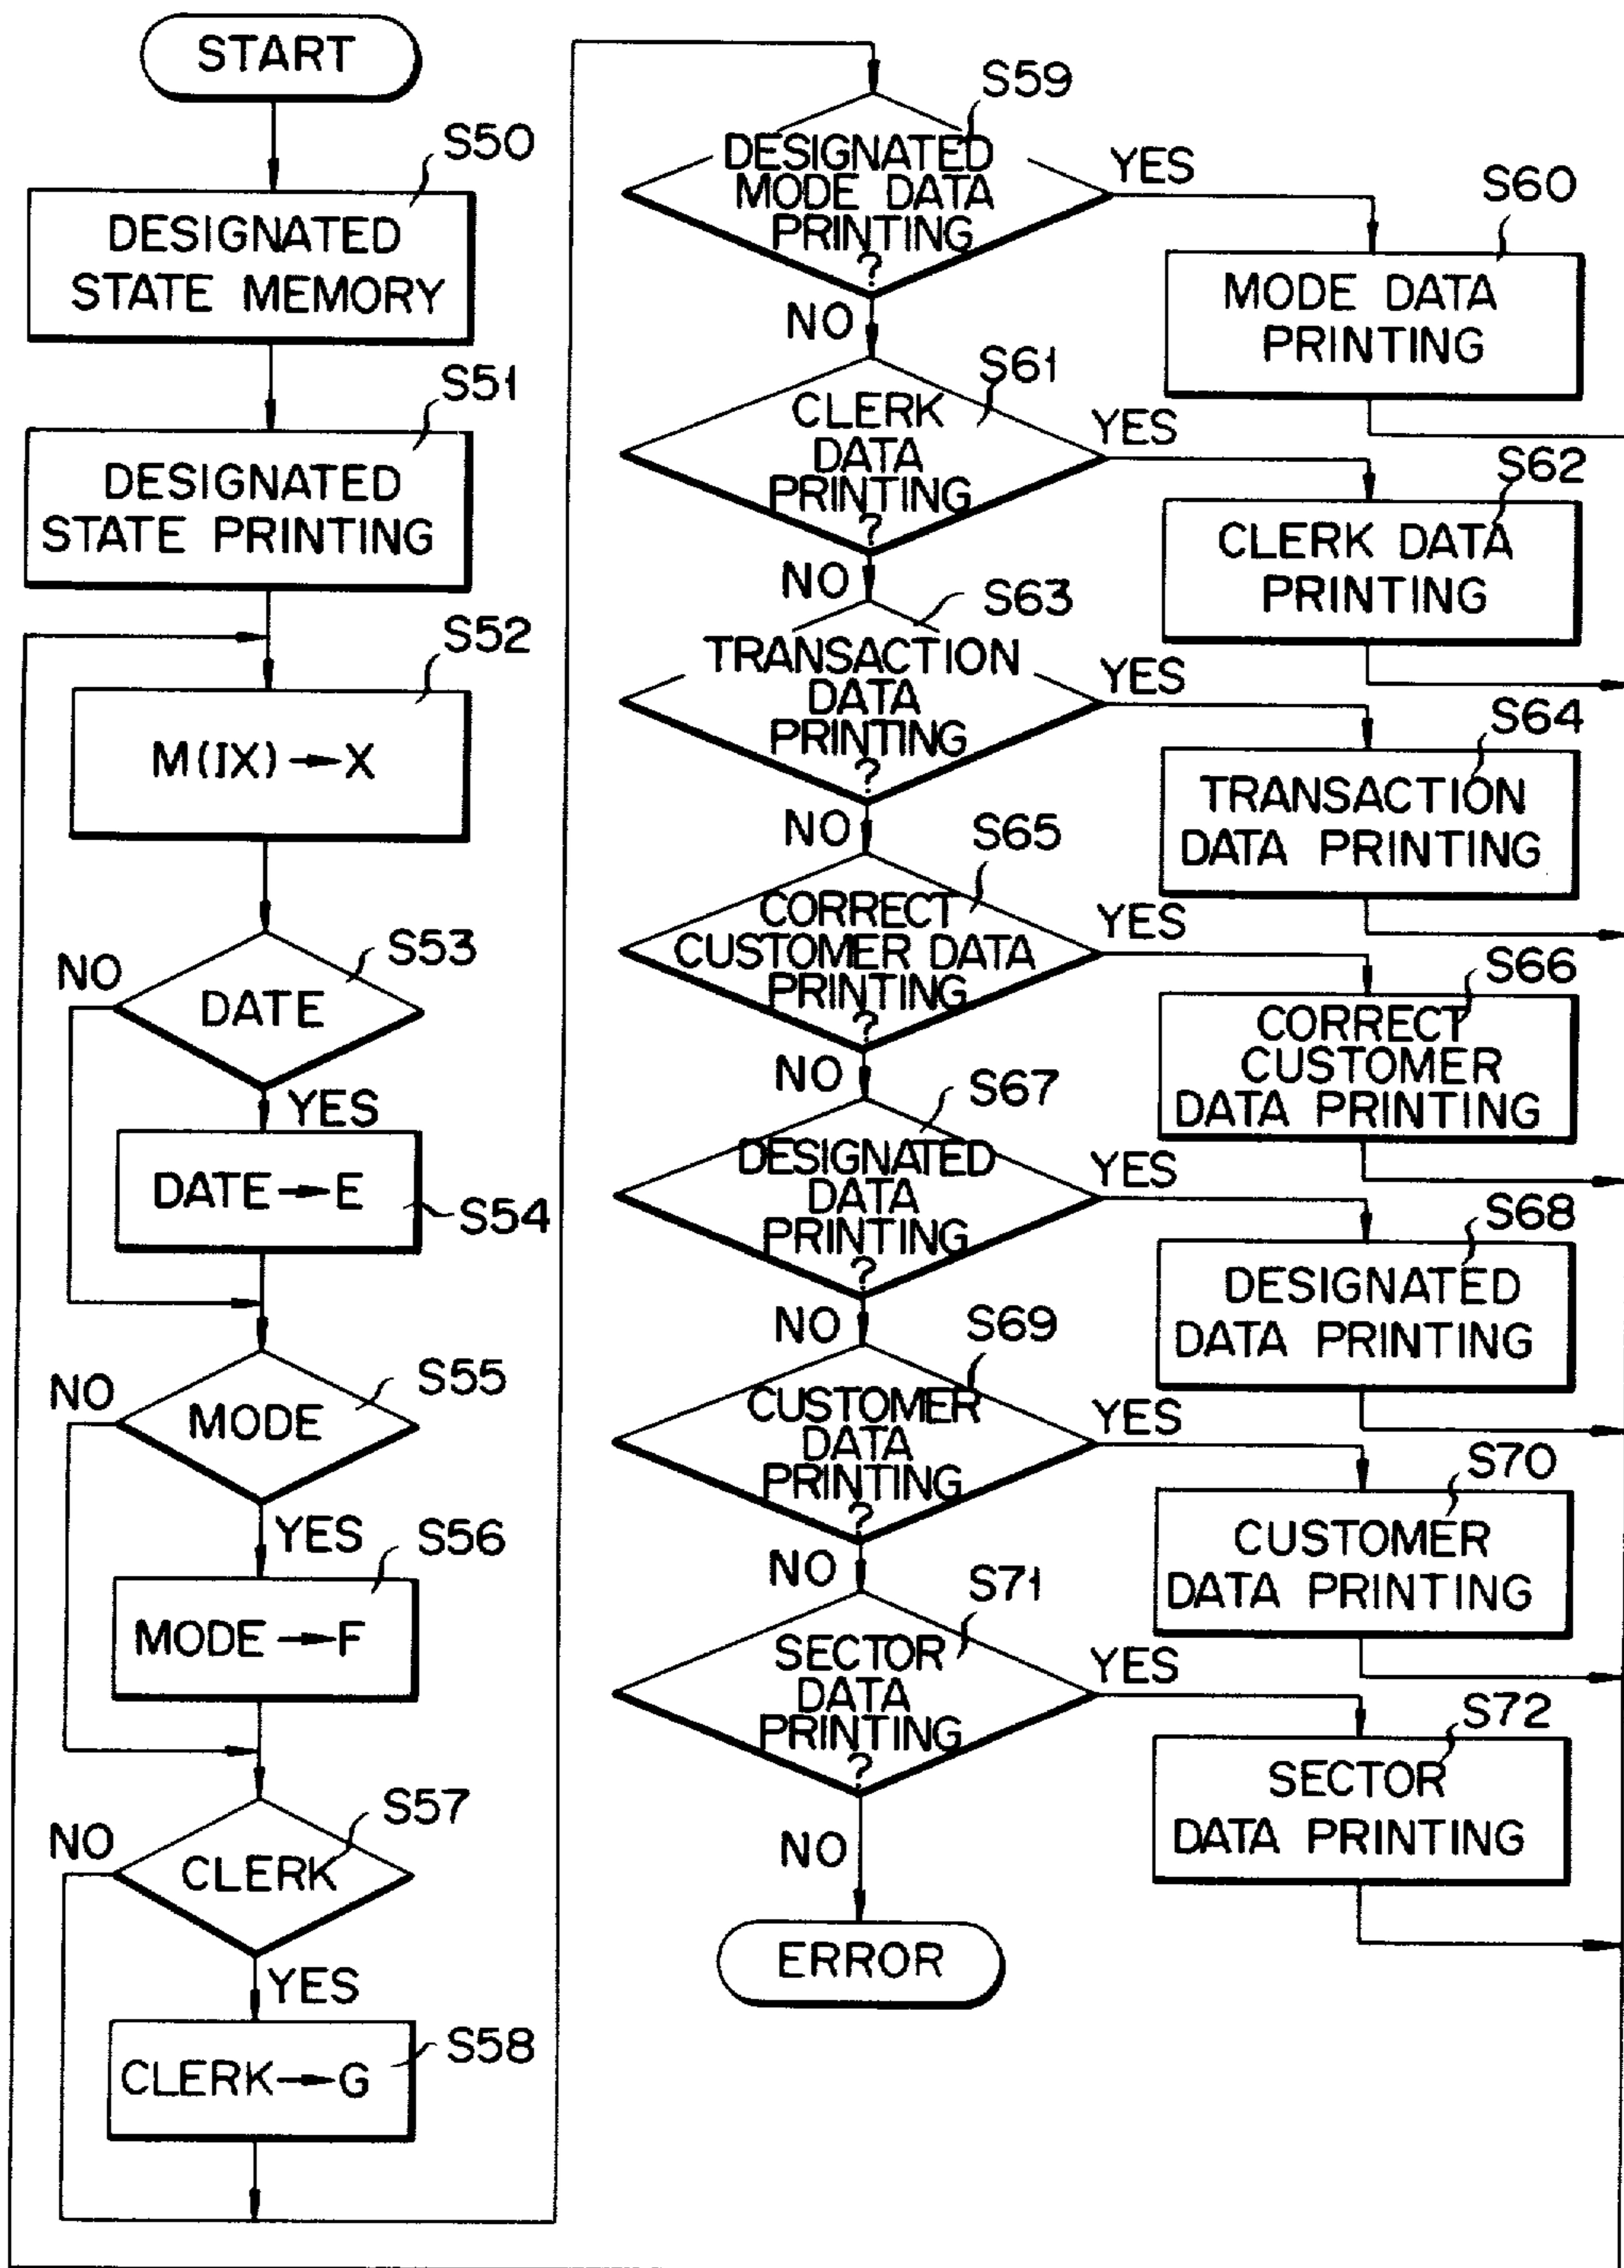 START
S50
DESIGNATED
STATE MEMORY
S51
DESIGNATED
STATE PRINTING
S52
M(IX)→X
NO
S53
DATE
YES
DATE→E
S54
NO
S55
MODE
YES
S56
MODE→F
NO
S57
CLERK
YES
S58
CLERK→G
S59
DESIGNATED
MODE DATA
PRINTING
?
YES
NO
S60
MODE DATA
PRINTING
S61
CLERK
DATA
PRINTING
?
YES
NO
S62
CLERK DATA
PRINTING
S63
TRANSACTION
DATA
PRINTING
?
YES
NO
S64
TRANSACTION
DATA PRINTING
S65
CORRECT
CUSTOMER DATA
PRINTING
?
YES
NO
S66
CORRECT
CUSTOMER
DATA PRINTING
S67
DESIGNATED
DATA
PRINTING
?
YES
NO
S68
DESIGNATED
DATA PRINTING
S69
CUSTOMER
DATA
PRINTING
?
YES
NO
S70
CUSTOMER
DATA PRINTING
S71
SECTOR
DATA
PRINTING
?
YES
NO
S72
SECTOR
DATA PRINTING
ERROR